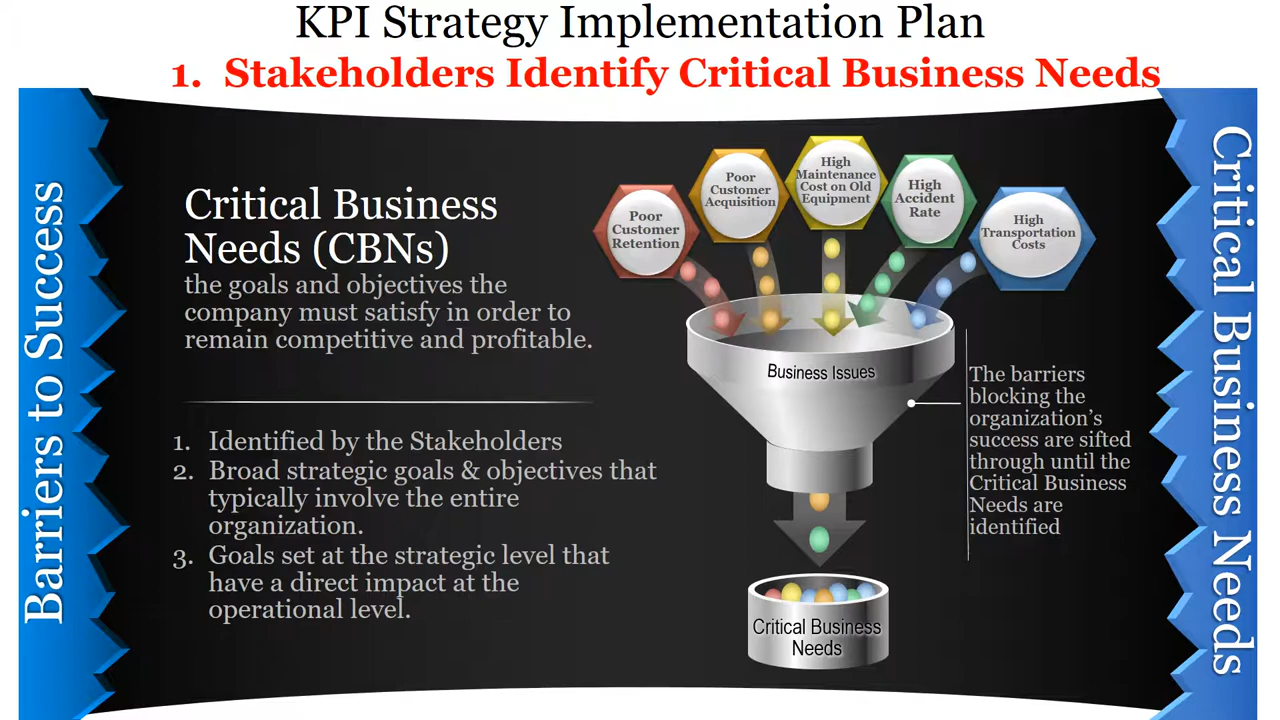 KPI Strategy Implementation Plan
1. Stakeholders Identify Critical Business Needs
Barriers to Success
Critical Business
Needs (CBNs)
the goals and objectives the
company must satisfy in order to
remain competitive and profitable.
1. Identified by the Stakeholders
2. Broad strategic goals & objectives that
typically involve the entire
organization.
3. Goals set at the strategic level that
have a direct impact at the
operational level.
Poor
Customer
Retention
Poor
Customer
Acquisition
High
Maintenance
Cost on Old
Equipment
High
Accident
Rate
High
Transportation
Costs
Business Issues
The barriers
blocking the
organization’s
success are sifted
through until the
Critical Business
Needs are
identified
Critical Business
Needs
Critical Business Needs